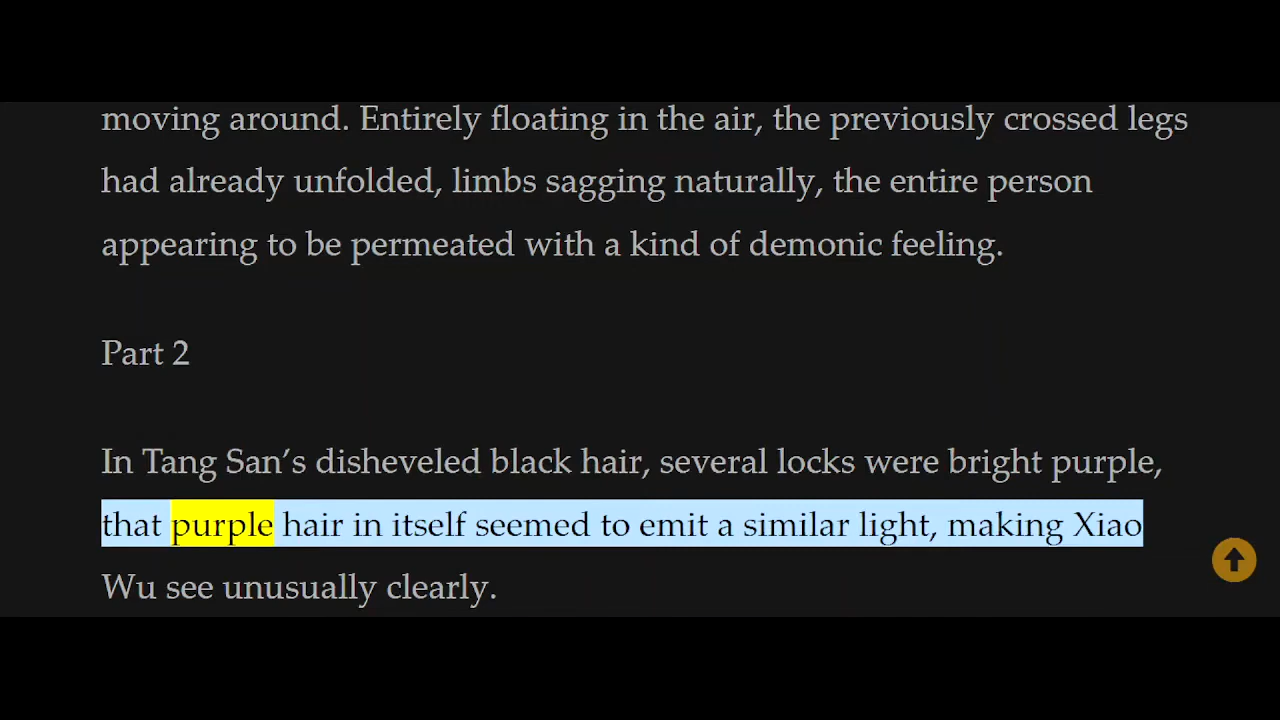 moving around. Entirely floating in the air, the previously crossed legs
had already unfolded, limbs sagging naturally, the entire person
appearing to be permeated with a kind of demonic feeling.
Part 2
In Tang San’s disheveled black hair, several locks were bright purple,
that purple hair in itself seemed to emit a similar light, making Xiao
Wu see unusually clearly.